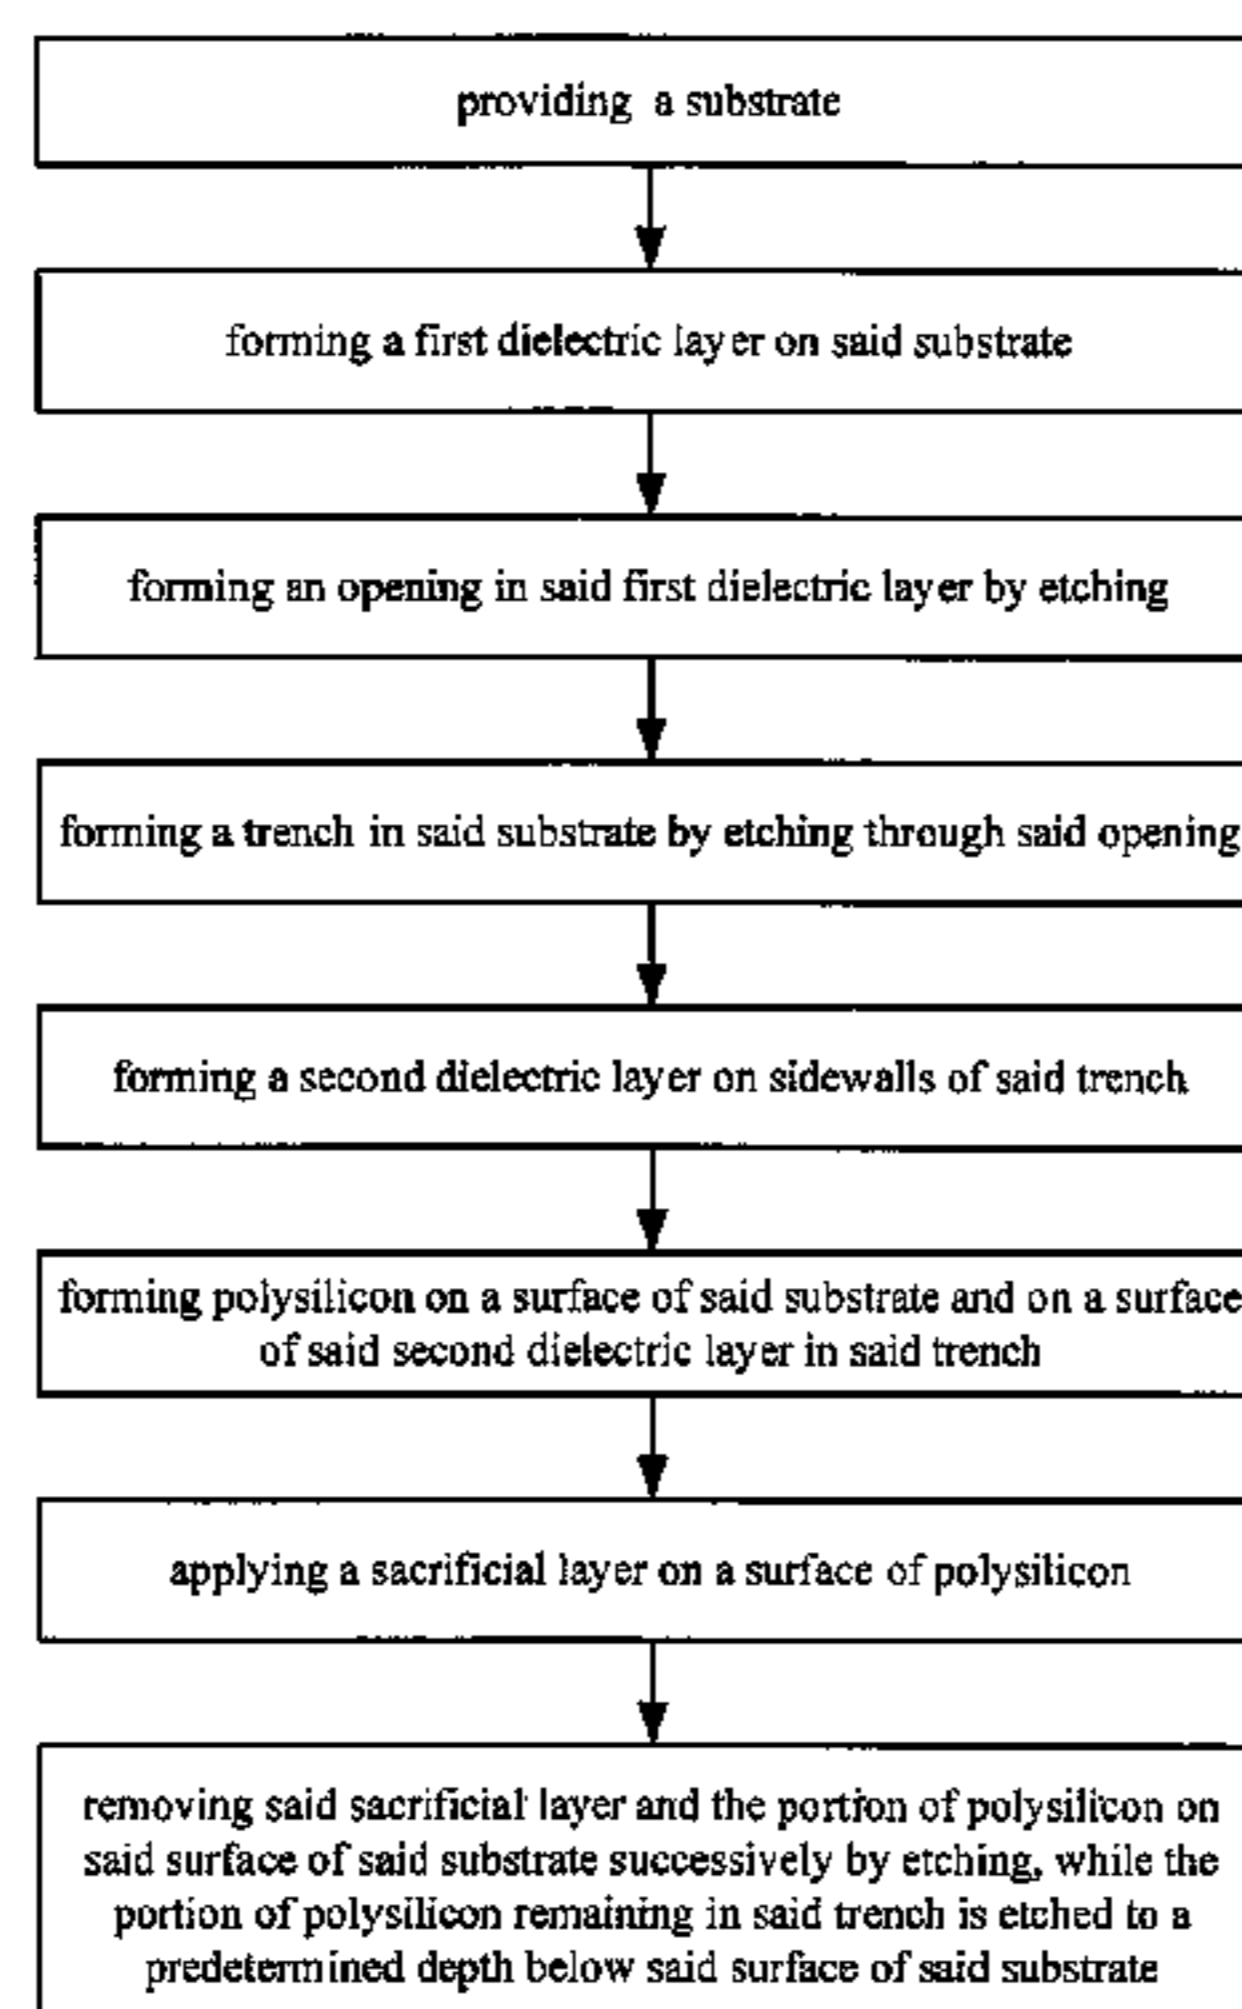 providing a substrate
forming a first dielectric layer on said substrate
forming an opening in said first dielectric layer by etching
forming a trench in said substrate by etching through said opening
forming a second dielectric layer on sidewalls of said trench
forming polysilicon on a surface of said substrate and on a surface
of said second dielectric layer in said trench
applying a sacrificial layer on a surface of polysilicon
removing said sacrificial layer and the portion of polysilicon on
said surface of said substrate successively by etching, while the
portion of polysilicon remaining in said trench is etched to a
predetermined depth below said surface of said substrate